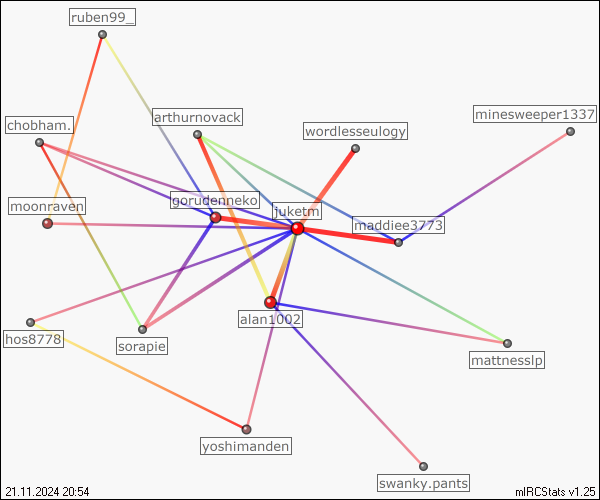 ruben99_
arthurnovack
minesweeper1337
chobham.
wordlesseulogy
gorudenneko
moonraven
juketm
maddiee3773
alan1002
hos8778
sorapie
mattnesslp
yoshimanden
swanky.pants
21.11.2024 20:54
mIRCStats v1.25